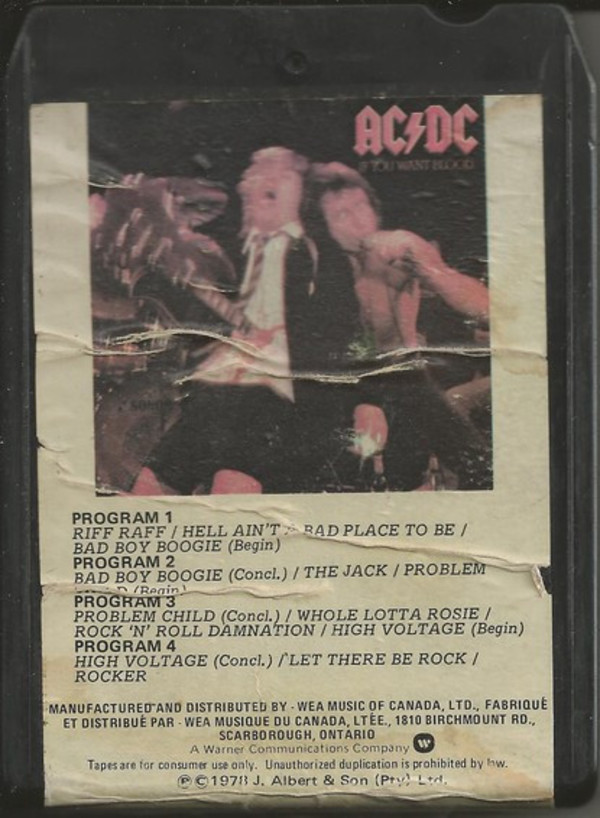 AC⚡DC
IF YOU WANT BLOOD
PROGRAM 1
RIFF RAFF / HELL AIN'T A BAD PLACE TO BE /
BAD BOY BOOGIE (Begin)
PROGRAM 2
BAD BOY BOOGIE (Concl.) / THE JACK / PROBLEM
(Begin)
PROGRAM 3
PROBLEM CHILD (Concl.) / WHOLE LOTTA ROSIE /
ROCK 'N' ROLL DAMNATION / HIGH VOLTAGE (Begin)
PROGRAM 4
HIGH VOLTAGE (Concl.) / LET THERE BE ROCK /
ROCKER
MANUFACTURED AND DISTRIBUTED BY - WEA MUSIC OF CANADA, LTD., FABRIQUÉ
ET DISTRIBUÉ PAR - WEA MUSIQUE DU CANADA, LTÉE., 1810 BIRCHMOUNT RD.,
SCARBOROUGH, ONTARIO
A Warner Communications Company
Tapes are for consumer use only. Unauthorized duplication is prohibited by law.
℗ © 1978 J. Albert & Son (Pty) Ltd.